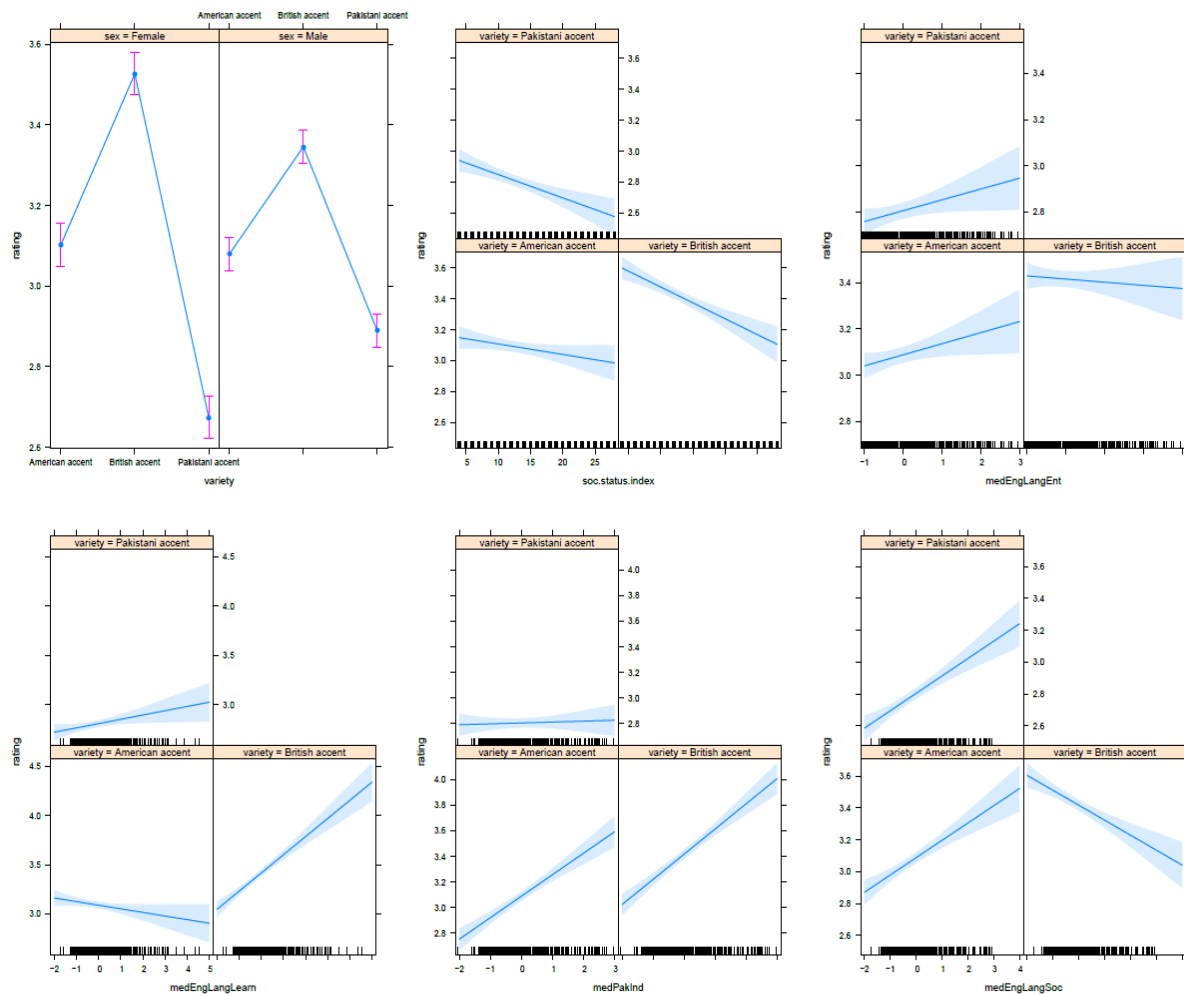 American accent British accent Pakistani accent
sex = Female sex = Male
3.6
3.4
3.2
3.0
2.8
2.6
rating
American accent British accent Pakistani accent
variety
variety = Pakistani accent
3.6
3.4
3.2
3.0
2.8
2.6
rating
variety = American accent variety = British accent
3.6
3.4
3.2
3.0
2.8
2.6
5 10 15 20 25
soc.status.index
variety = Pakistani accent
3.4
3.2
3.0
2.8
rating
variety = American accent variety = British accent
3.4
3.2
3.0
2.8
−1 0 1 2 3
medEngLangEnt
variety = Pakistani accent
4.5
4.0
3.5
3.0
rating
variety = American accent variety = British accent
4.5
4.0
3.5
3.0
−2 −1 0 1 2 3 4 5
medEngLangLearn
variety = Pakistani accent
4.0
3.8
3.6
3.4
3.2
3.0
2.8
rating
variety = American accent variety = British accent
4.0
3.8
3.6
3.4
3.2
3.0
2.8
−2 −1 0 1 2 3
medPakInd
variety = Pakistani accent
3.6
3.4
3.2
3.0
2.8
2.6
rating
variety = American accent variety = British accent
3.6
3.4
3.2
3.0
2.8
2.6
−2 −1 0 1 2 3 4
medEngLangSoc